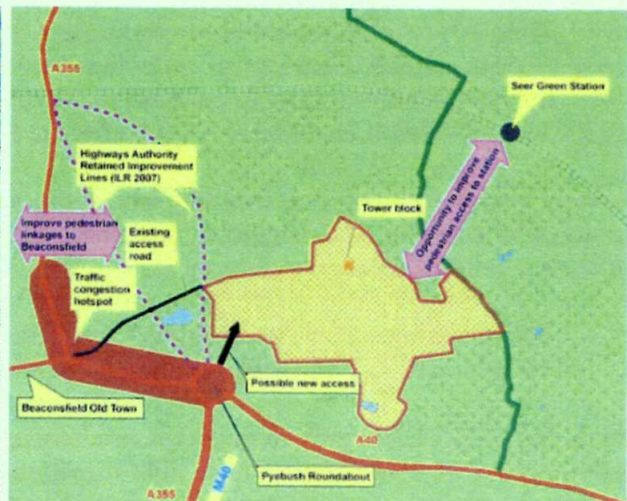 A355
Seer Green Station
Highways Authority
Retained Improvement
Lines (ILR 2007)
Opportunity to improve
pedestrian access to station
Tower block
Improve pedestrian
linkages to
Beaconsfield
Existing
access
road
Traffic
congestion
hotspot
Possible new access
Beaconsfield Old Town
A40
Pyebush Roundabout
A355
M40